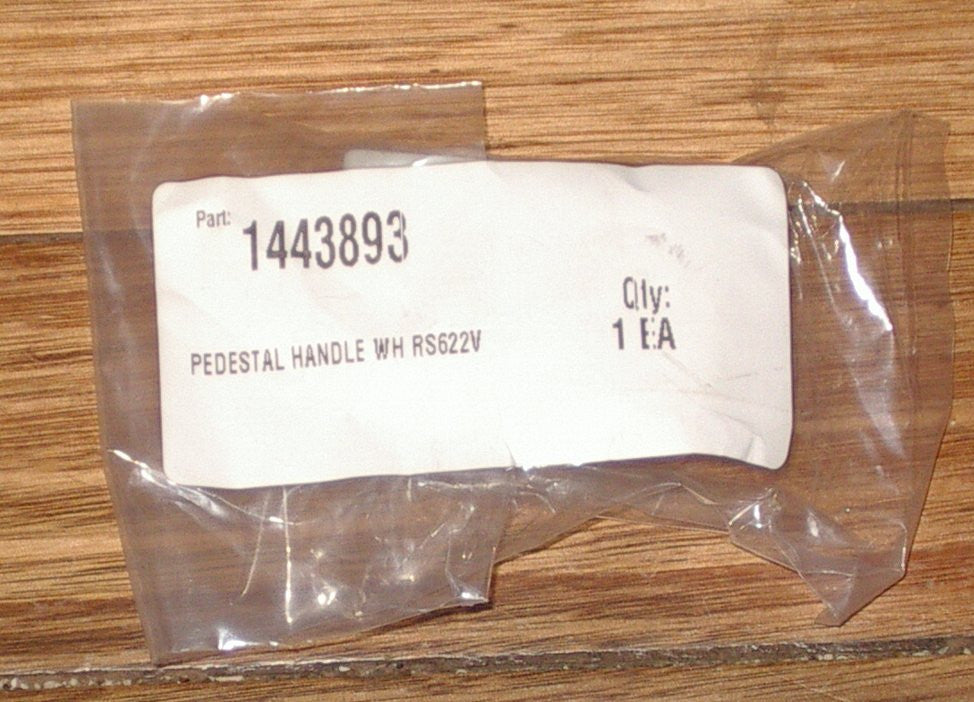 Part: 1443893
Qty:
1 EA
PEDESTAL HANDLE WH RS622V